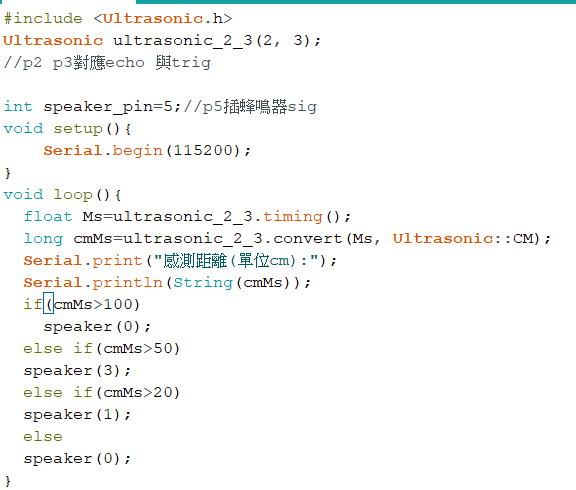 #include <Ultrasonic.h>
Ultrasonic ultrasonic_2_3(2, 3);
//p2 p3對應echo 與trig

int speaker_pin=5;//p5插蜂鳴器sig
void setup(){
    Serial.begin(115200);
}
void loop(){
  float Ms=ultrasonic_2_3.timing();
  long cmMs=ultrasonic_2_3.convert(Ms, Ultrasonic::CM);
  Serial.print("感測距離(單位cm):");
  Serial.println(String(cmMs));
  if(cmMs>100)
    speaker(0);
  else if(cmMs>50)
  speaker(3);
  else if(cmMs>20)
  speaker(1);
  else
  speaker(0);
}